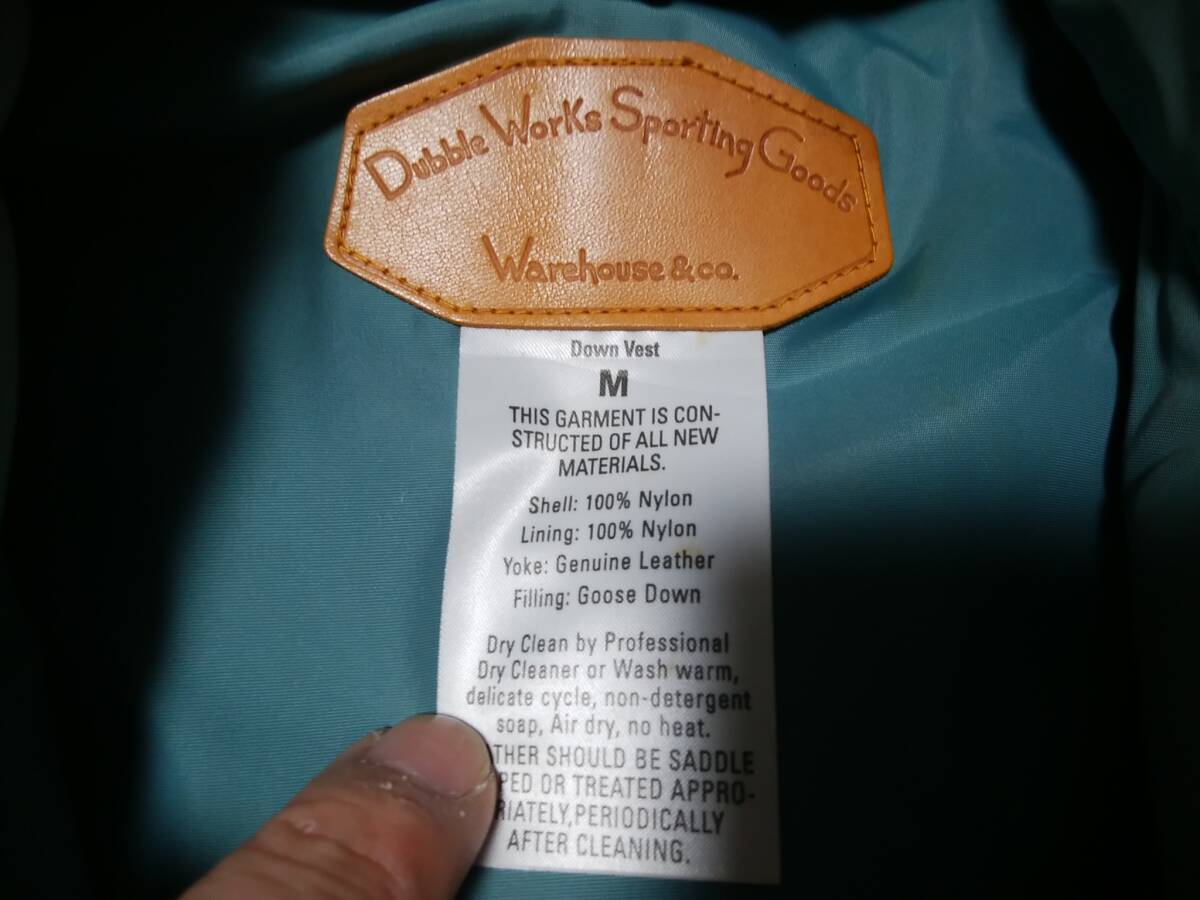 Dubble Works Sporting Goods
Warehouse & co.
Down Vest
M
THIS GARMENT IS CON-
STRUCTED OF ALL NEW
MATERIALS.
Shell: 100% Nylon
Lining: 100% Nylon
Yoke: Genuine Leather
Filling: Goose Down
Dry Clean by Professional
Dry Cleaner or Wash warm,
delicate cycle, non-detergent
soap, Air dry, no heat.
THER SHOULD BE SADDLE
PED OR TREATED APPRO-
RIATELY,PERIODICALLY
AFTER CLEANING.